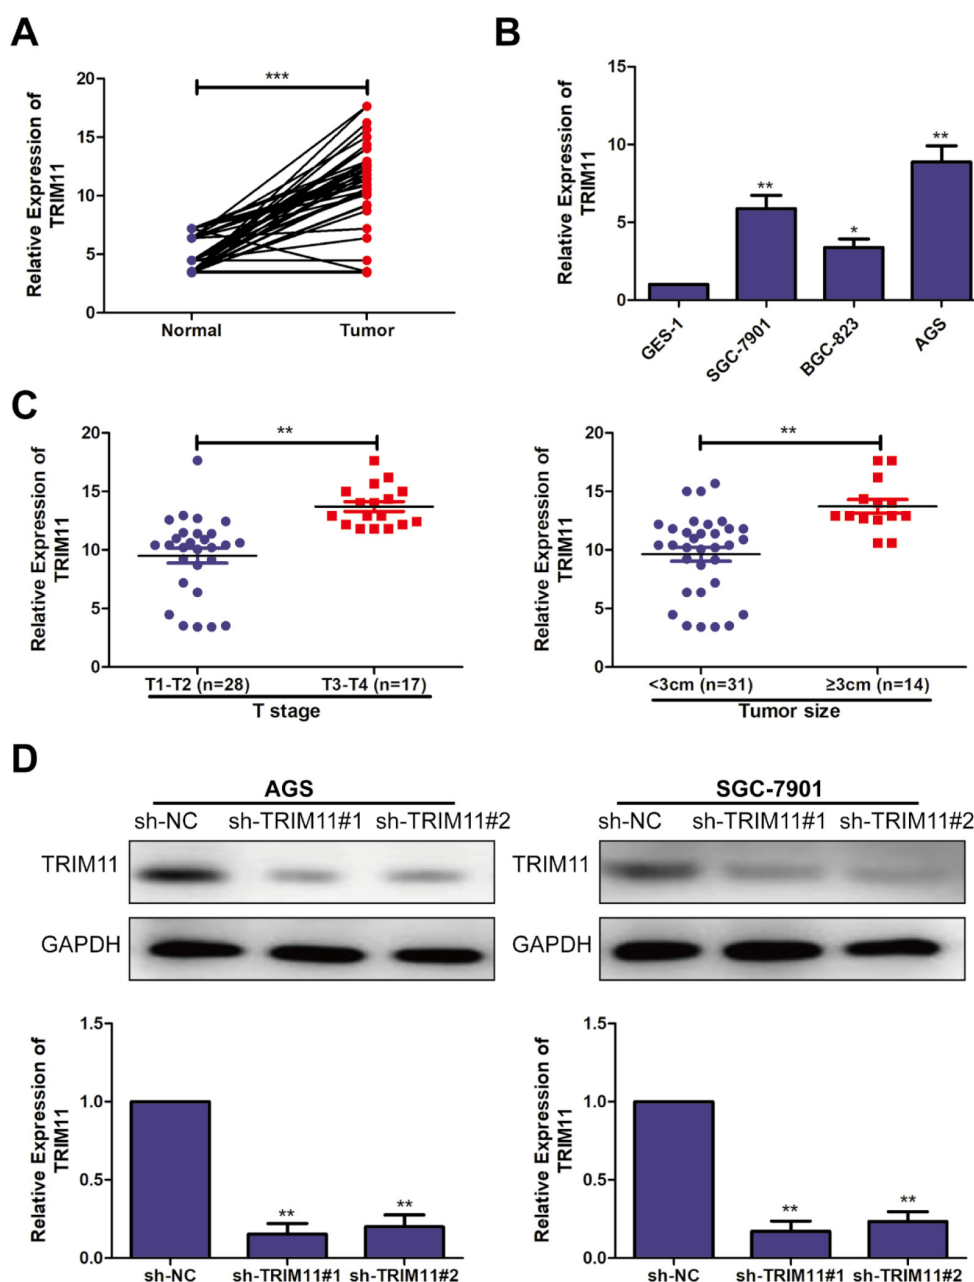 A
Relative Expression of
TRIM11
20
15
10
5
0
***
Normal
Tumor
B
Relative Expression of
TRIM11
15
10
5
0
**
*
**
GES-1
SGC-7901
BGC-823
AGS
C
Relative Expression of
TRIM11
20
15
10
5
0
**
T1-T2 (n=28)
T3-T4 (n=17)
T stage
Relative Expression of
TRIM11
20
15
10
5
0
**
<3cm (n=31)
≥3cm (n=14)
Tumor size
D
AGS
sh-NC sh-TRIM11#1 sh-TRIM11#2
TRIM11
GAPDH
SGC-7901
sh-NC sh-TRIM11#1 sh-TRIM11#2
TRIM11
GAPDH
Relative Expression of
TRIM11
1.5
1.0
0.5
0.0
**
**
sh-NC sh-TRIM11#1 sh-TRIM11#2
Relative Expression of
TRIM11
1.5
1.0
0.5
0.0
**
**
sh-NC sh-TRIM11#1 sh-TRIM11#2